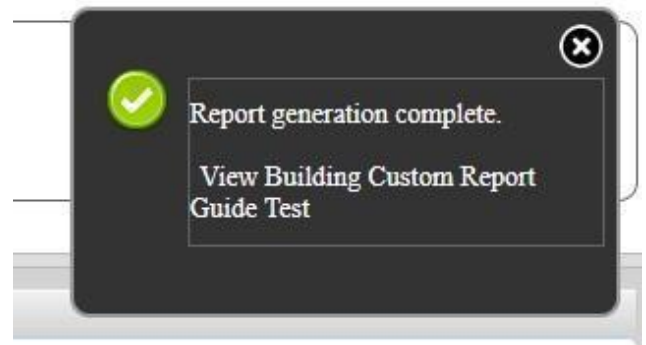 Report generation complete.
View Building Custom Report
Guide Test